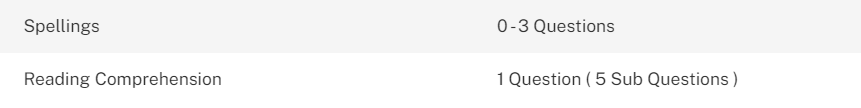 Spellings 0-3 Questions
Reading Comprehension 1 Question ( 5 Sub Questions )